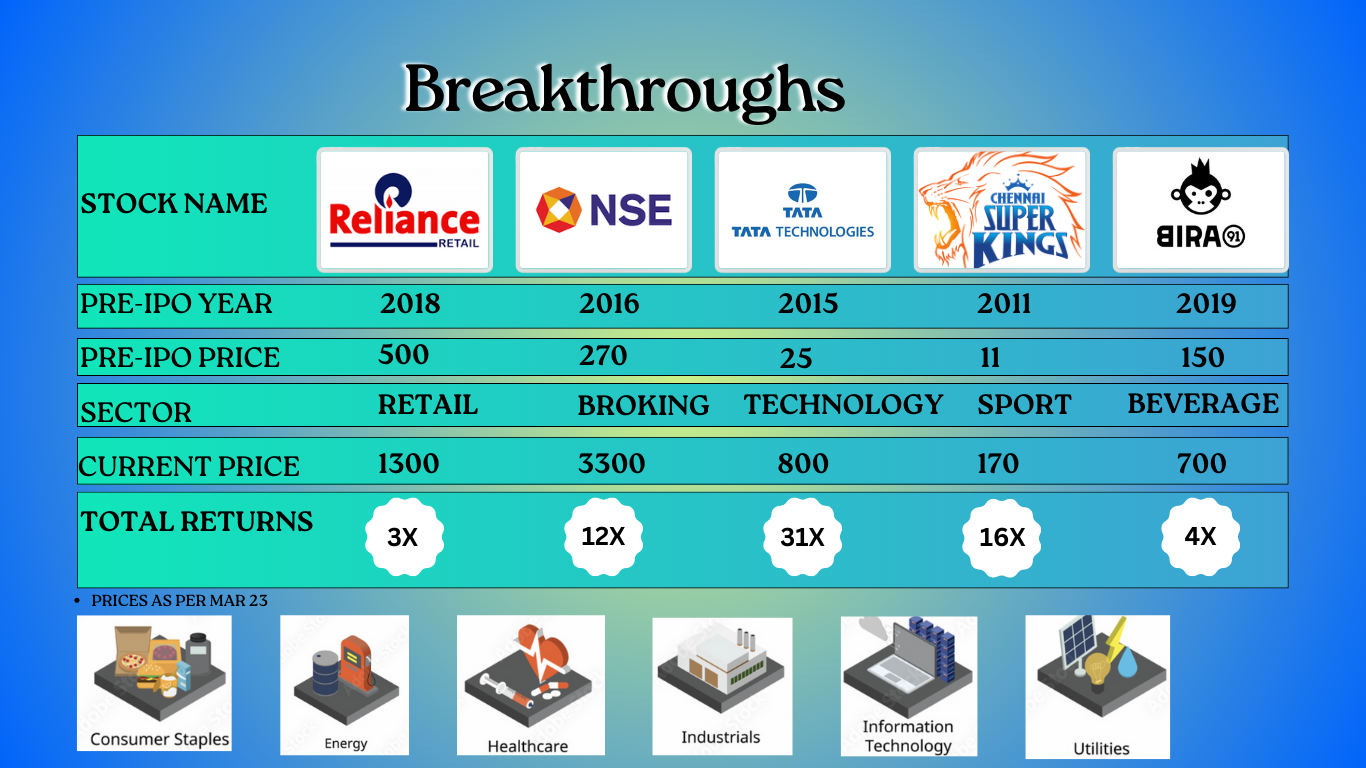 Breakthroughs
STOCK NAME
Reliance
RETAIL
NSE
TATA
TATA TECHNOLOGIES
CHENNAI
SUPER
KINGS
BIRA 91
PRE-IPO YEAR 2018 2016 2015 2011 2019
PRE-IPO PRICE 500 270 25 11 150
SECTOR RETAIL BROKING TECHNOLOGY SPORT BEVERAGE
CURRENT PRICE 1300 3300 800 170 700
TOTAL RETURNS 3X 12X 31X 16X 4X
• PRICES AS PER MAR 23
Consumer Staples
Energy
Healthcare
Industrials
Information
Technology
Utilities